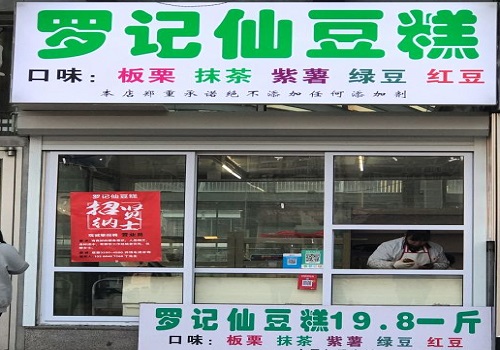 罗记仙豆糕
口味：板栗 抹茶 紫薯 绿豆 红豆
本店郑重承诺绝不添加任何添加剂
罗记仙豆糕
招贤
纳士
罗记仙豆糕19.8一斤
口味：板栗 抹茶 紫薯 绿豆 红豆